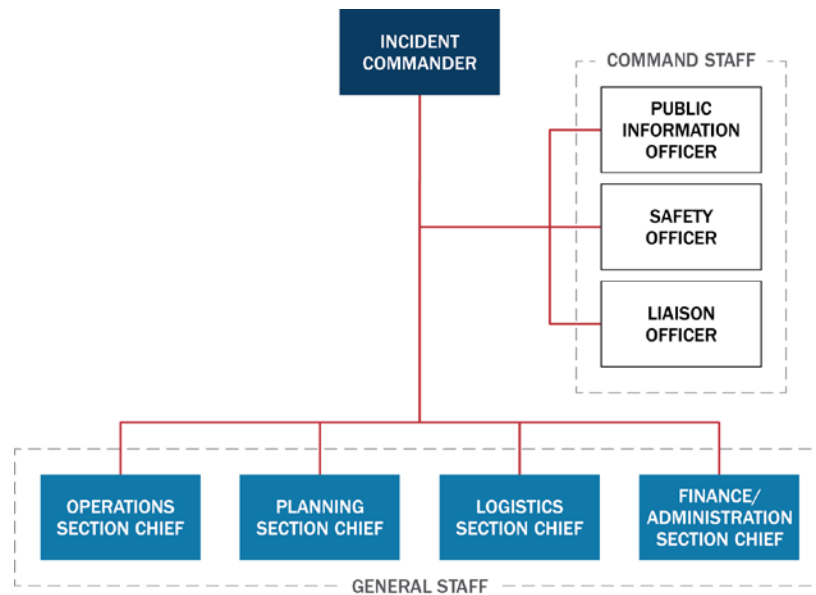 INCIDENT
COMMANDER
COMMAND STAFF
PUBLIC
INFORMATION
OFFICER
SAFETY
OFFICER
LIAISON
OFFICER
OPERATIONS
SECTION CHIEF
PLANNING
SECTION CHIEF
LOGISTICS
SECTION CHIEF
FINANCE/
ADMINISTRATION
SECTION CHIEF
GENERAL STAFF